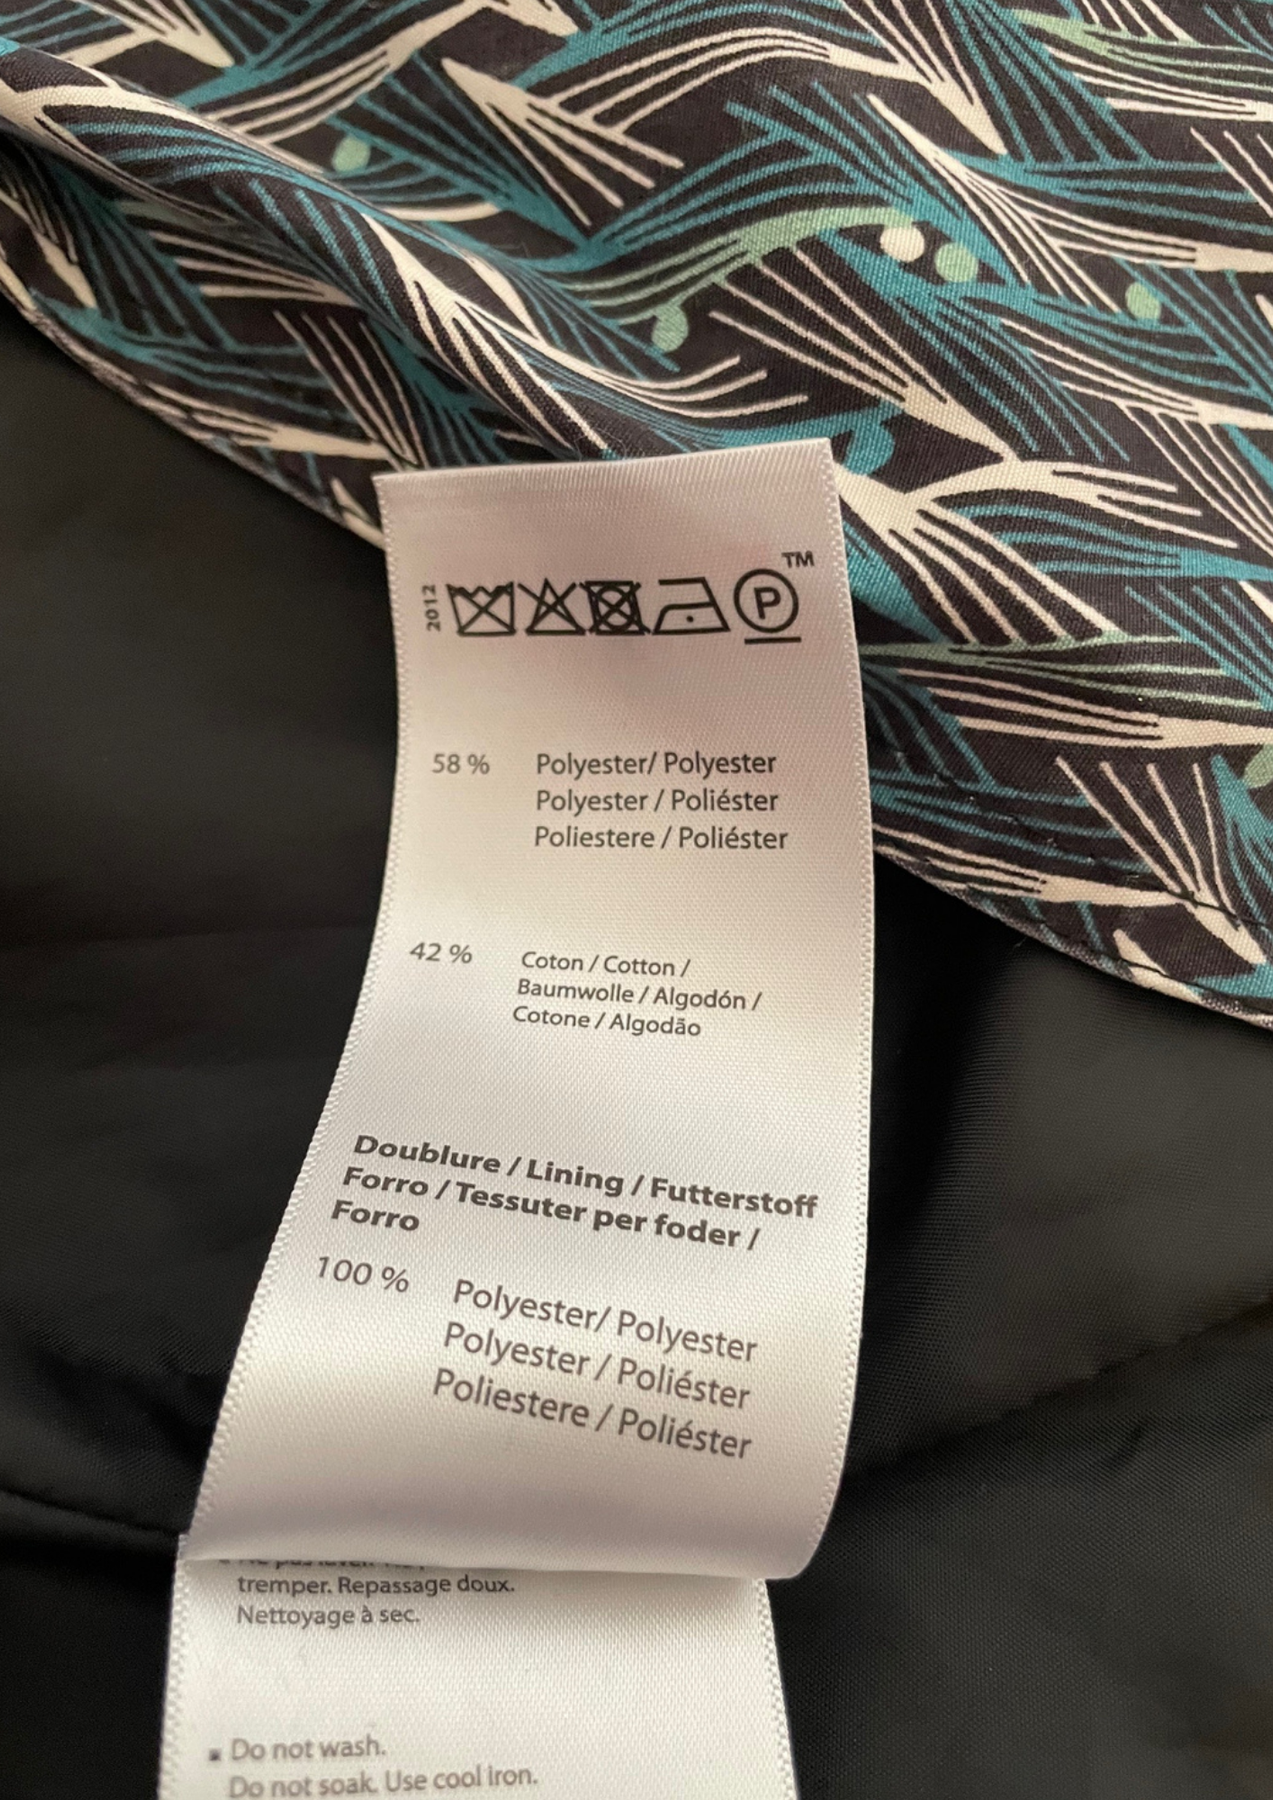 2012
P
TM
58 % Polyester/ Polyester
Polyester / Poliéster
Poliestere / Poliéster
42 % Coton / Cotton /
Baumwolle / Algodón /
Cotone / Algodão
Doublure / Lining / Futterstoff
Forro / Tessuter per foder /
Forro
100 % Polyester/ Polyester
Polyester / Poliéster
Poliestere / Poliéster
tremper. Repassage doux.
Nettoyage à sec.
▪ Do not wash.
Do not soak. Use cool iron.